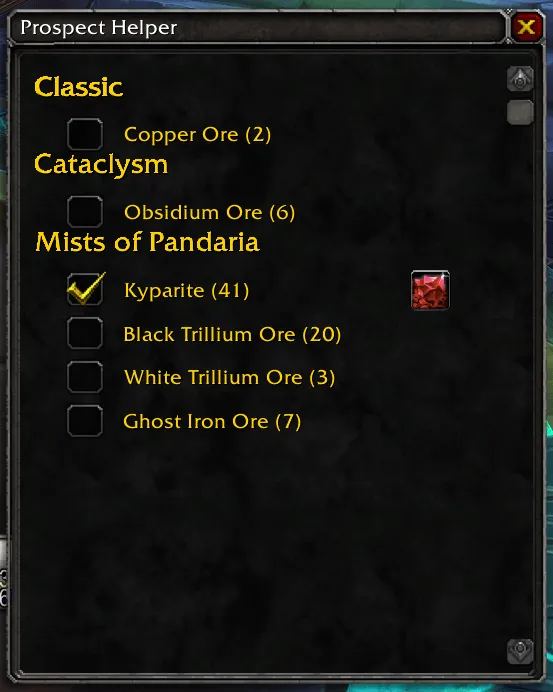 Prospect Helper
Classic
Copper Ore (2)
Cataclysm
Obsidium Ore (6)
Mists of Pandaria
Kyparite (41)
Black Trillium Ore (20)
White Trillium Ore (3)
Ghost Iron Ore (7)